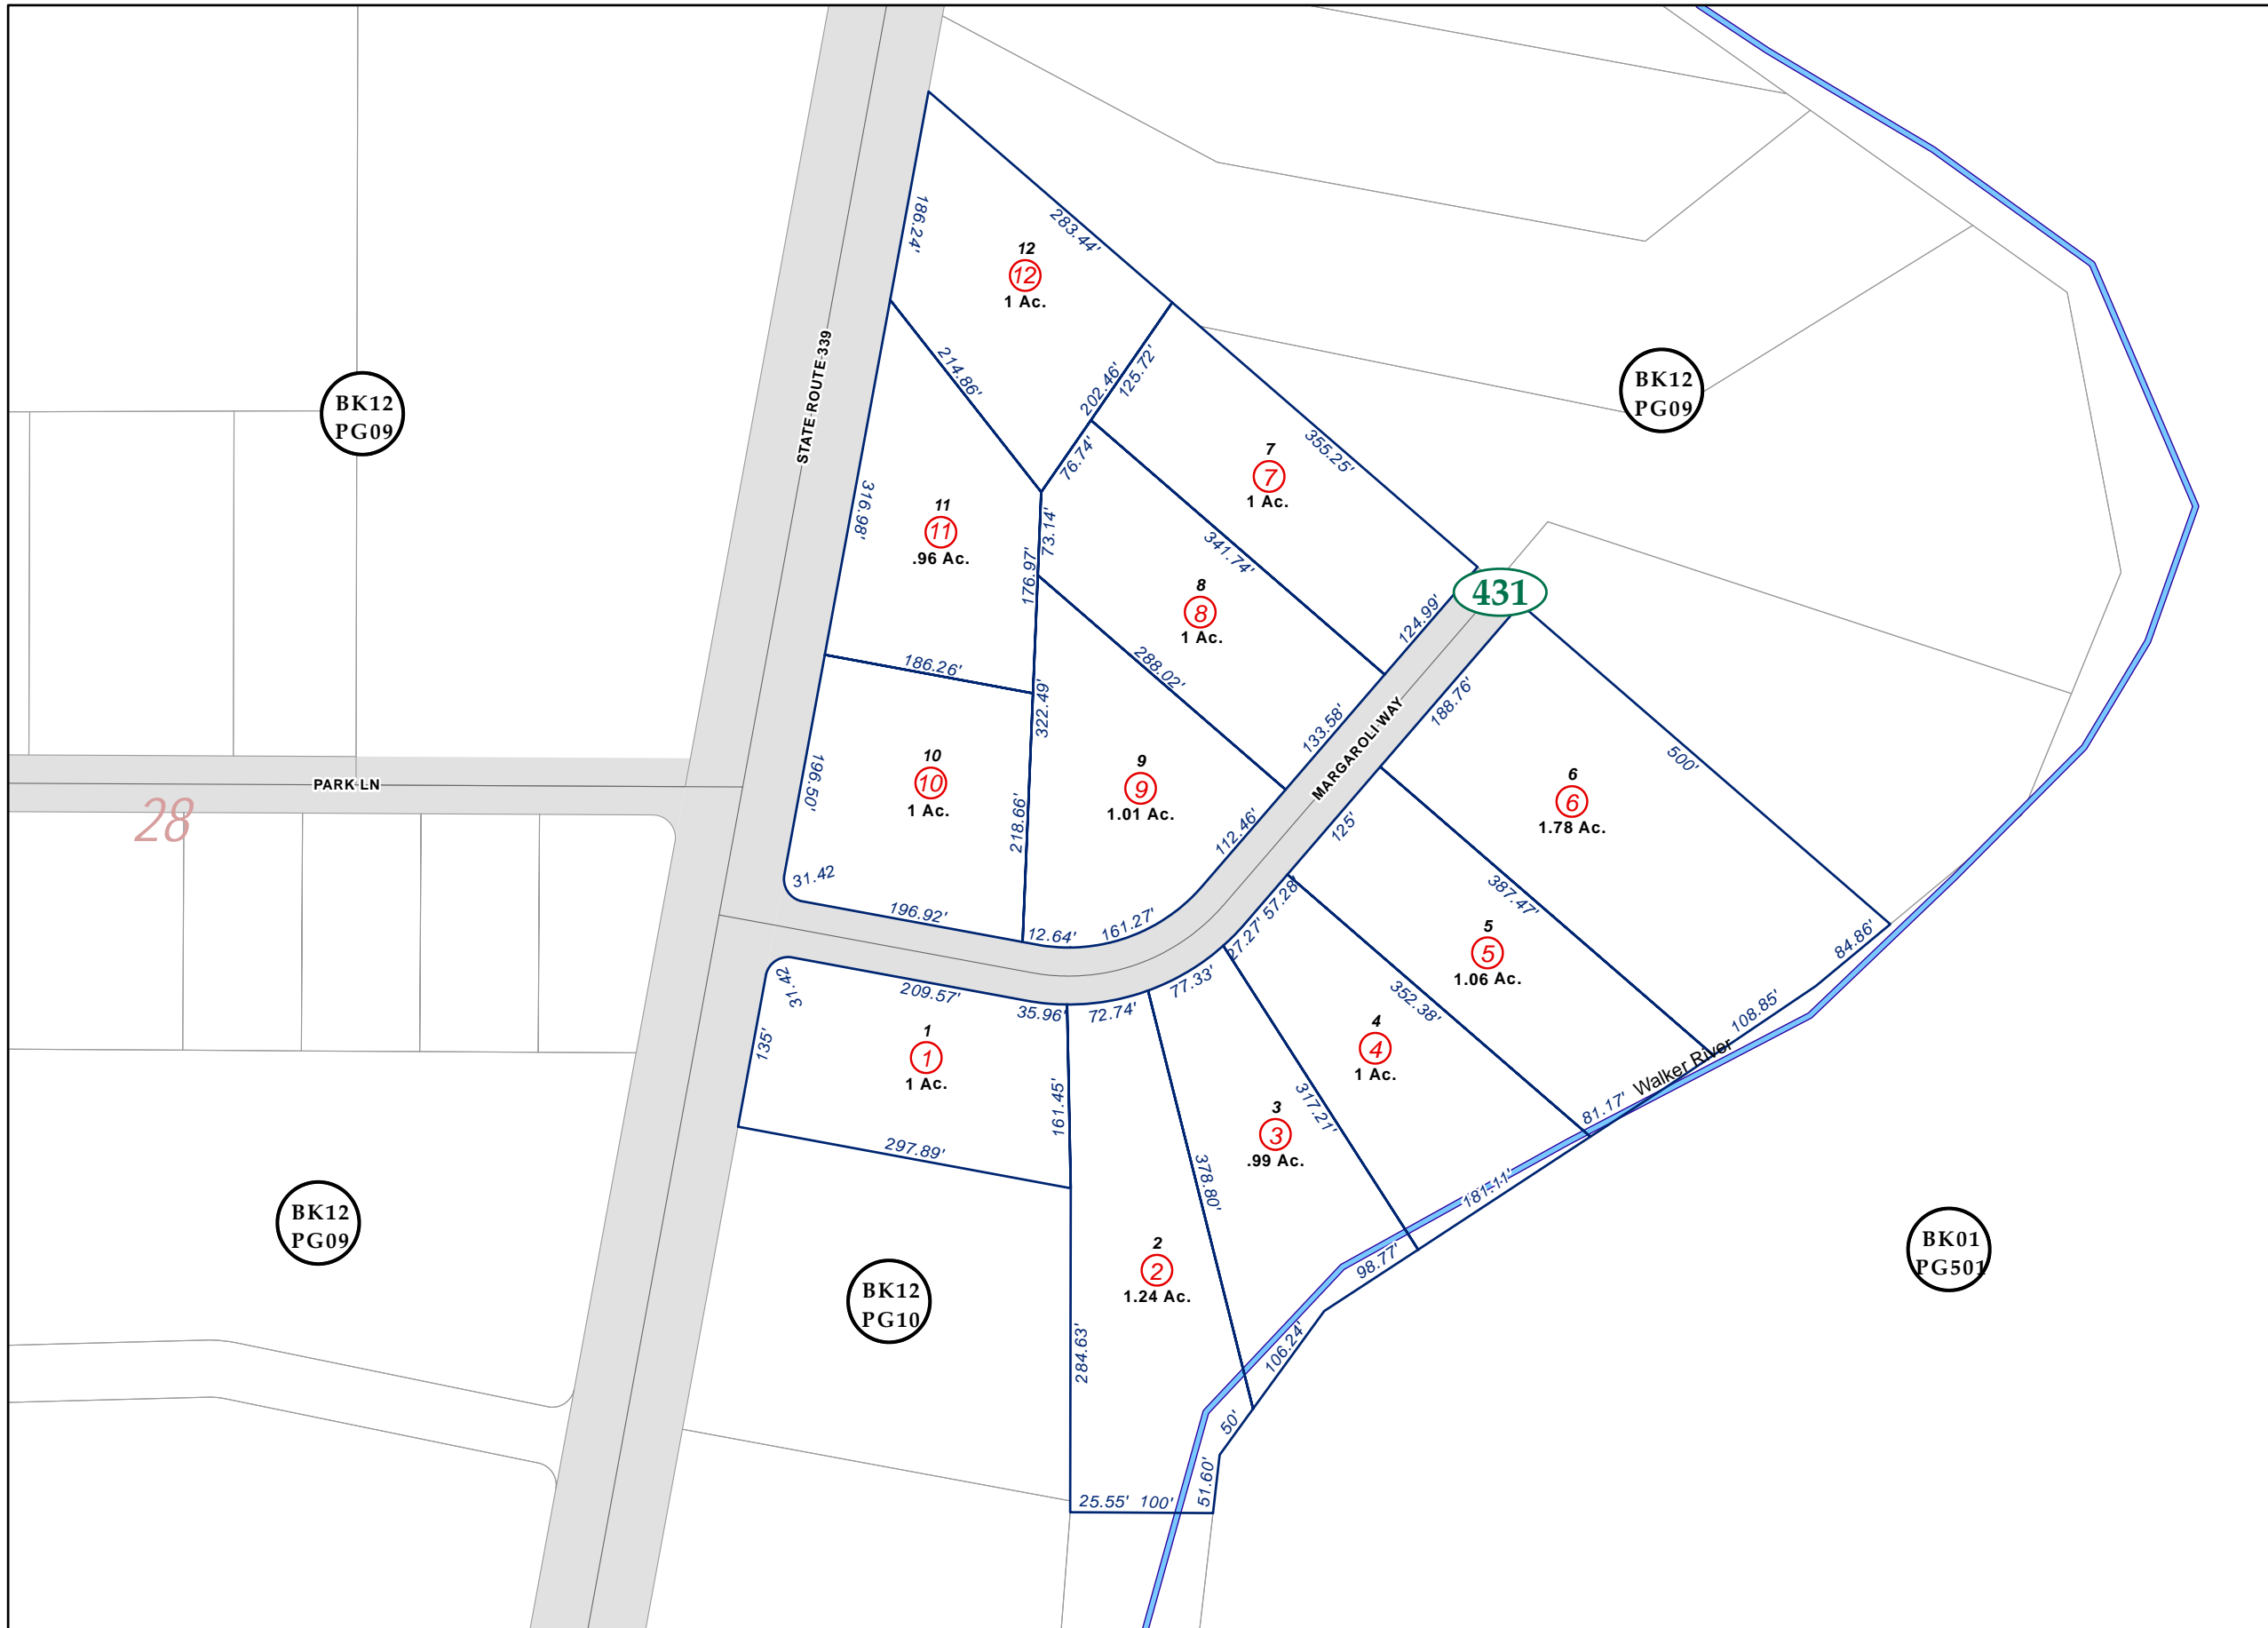 186.24'
283.44'
12
12
1 Ac.
STATE ROUTE 339
214.86'
202.46'
125.72'
BK12
PG09
BK12
PG09
76.74'
355.25'
7
7
1 Ac.
316.98'
11
11
.96 Ac.
73.14'
176.97'
341.74'
8
8
1 Ac.
431
124.99'
186.26'
288.02'
322.49'
133.58'
MARGAROLI WAY
188.76'
500'
PARK LN
28
196.50'
10
10
1 Ac.
218.66'
9
9
1.01 Ac.
112.46'
125'
6
6
1.78 Ac.
31.42
196.92'
12.64'
161.27'
27.27'
57.28'
387.47'
5
5
1.06 Ac.
84.86'
31.42
209.57'
35.96'
72.74'
77.33'
352.38'
108.85'
135'
1
1
1 Ac.
161.45'
4
4
1 Ac.
Walker River
81.17'
297.89'
378.80'
3
3
.99 Ac.
317.21'
181.11'
BK12
PG09
BK12
PG10
2
2
1.24 Ac.
98.77'
BK01
PG501
284.63'
106.24'
50'
51.60'
25.55'
100'